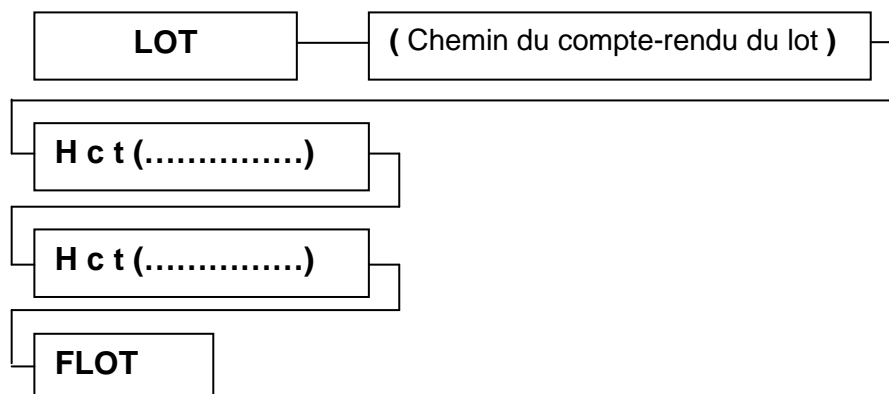 LOT ( Chemin du compte-rendu du lot )
H c t (……………)
H c t (……………)
FLOT